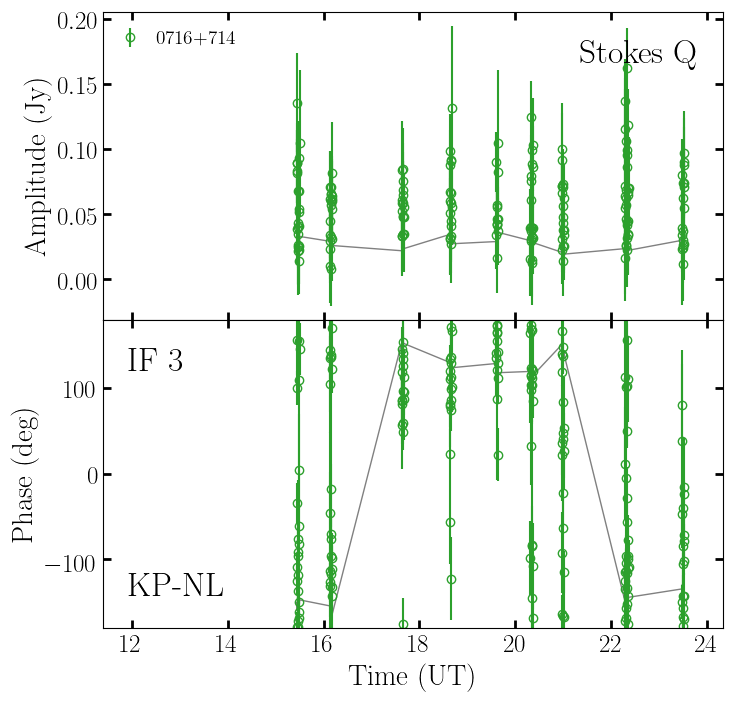 0.20
0.15
0.10
0.05
0.00
Amplitude (Jy)
0716+714
Stokes Q
100
0
−100
Phase (deg)
IF 3
KP-NL
12
14
16
18
20
22
24
Time (UT)